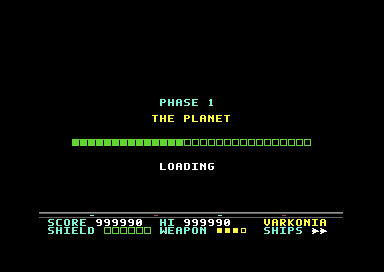 PHASE 1
THE PLANET
LOADING
SCORE 999990 HI 999990 VARKONIA
SHIELD WEAPON SHIPS